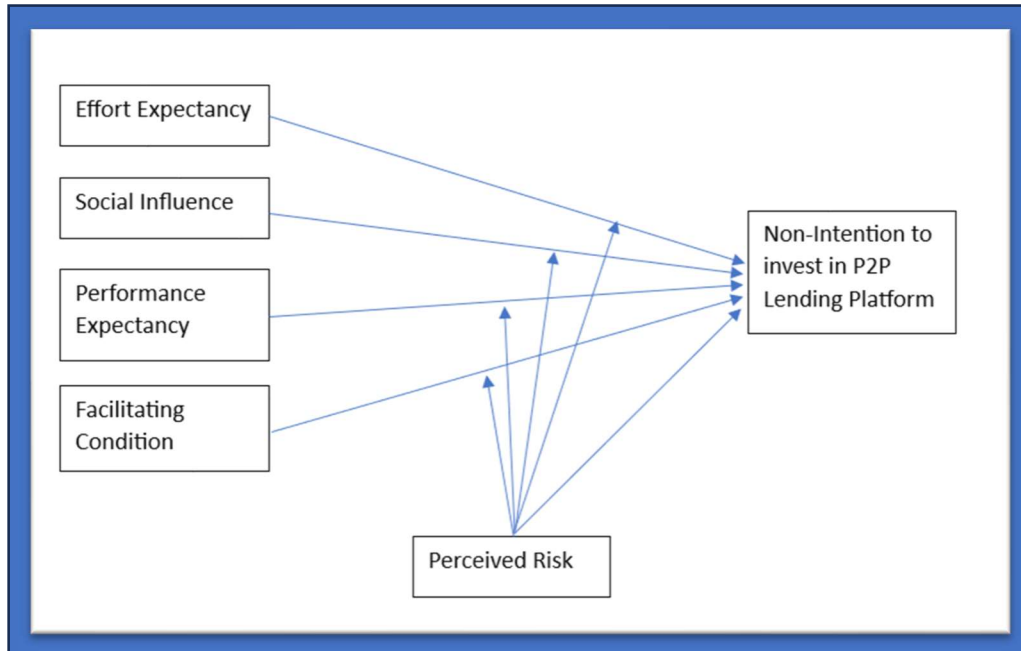 Effort Expectancy
Social Influence
Performance
Expectancy
Facilitating
Condition
Non-Intention to
invest in P2P
Lending Platform
Perceived Risk